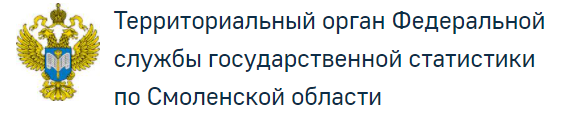 Территориальный орган Федеральной
службы государственной статистики
по Смоленской области